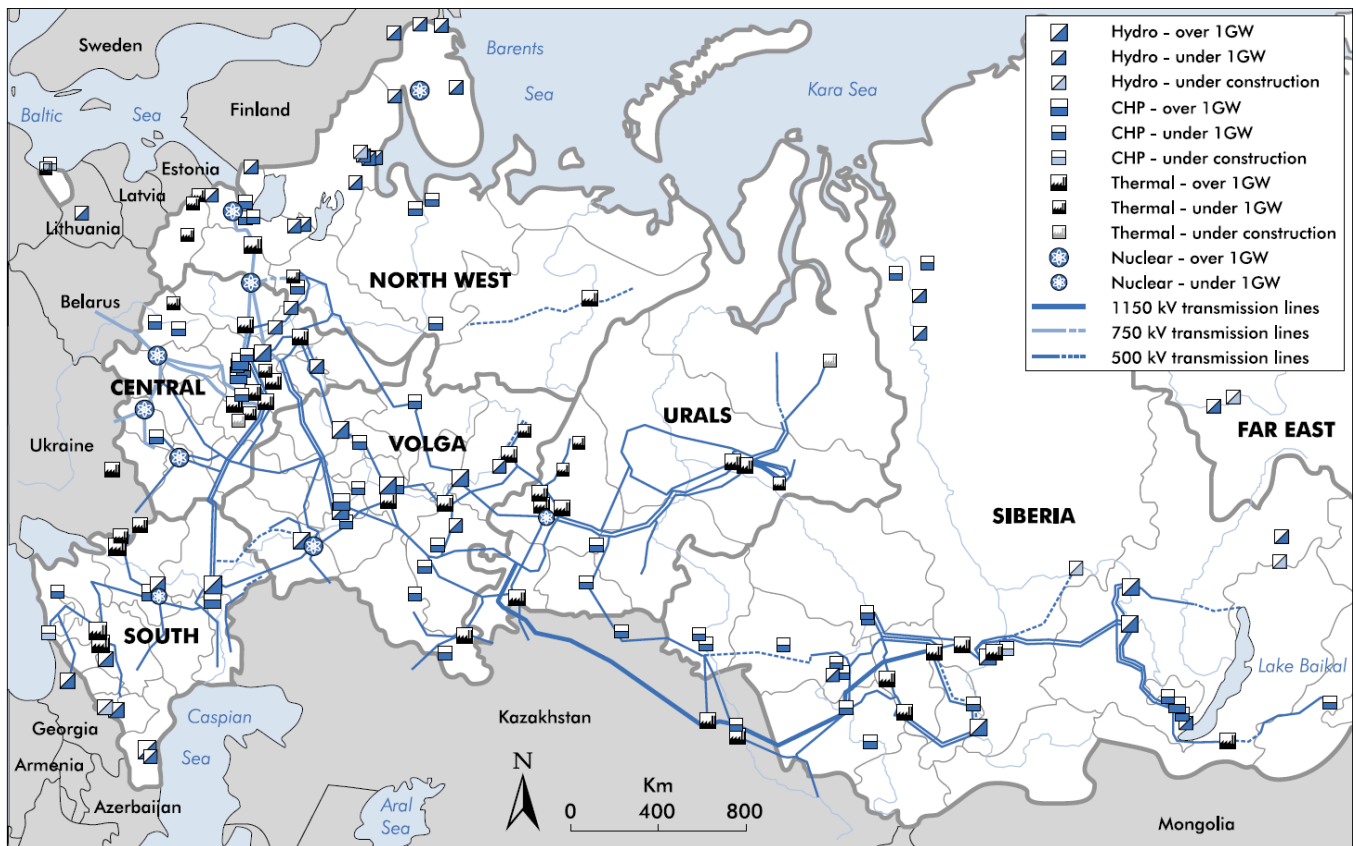 Sweden
Finland
Baltic Sea
Estonia
Latvia
Lithuania
Belarus
Ukraine
Georgia
Armenia
Azerbaijan
Caspian
Sea
Aral
Sea
Kazakhstan
Mongolia
Barents
Sea
Kara Sea
Lake Baikal
NORTH WEST
CENTRAL
VOLGA
URALS
SOUTH
SIBERIA
FAR EAST
N
Km
0 400 800
Hydro - over 1GW
Hydro - under 1GW
Hydro - under construction
CHP - over 1GW
CHP - under 1GW
CHP - under construction
Thermal - over 1GW
Thermal - under 1GW
Thermal - under construction
Nuclear - over 1GW
Nuclear - under 1GW
1150 kV transmission lines
750 kV transmission lines
500 kV transmission lines